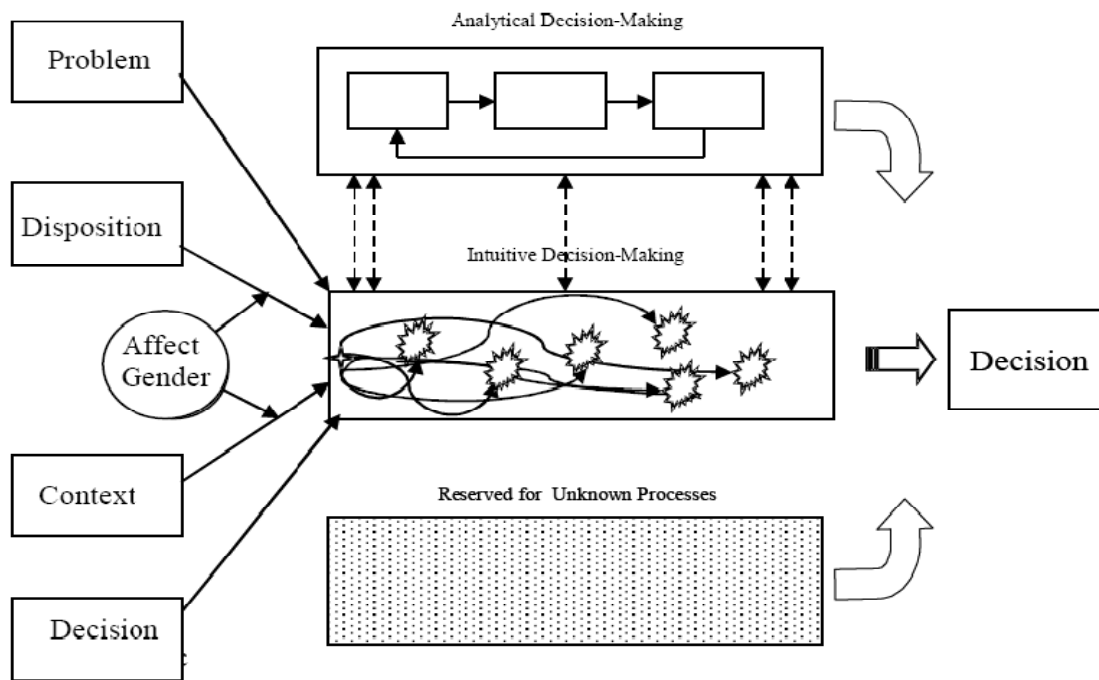 Analytical Decision-Making
Problem
Disposition
Intuitive Decision-Making
Affect
Gender
Decision
Context
Reserved for Unknown Processes
Decision